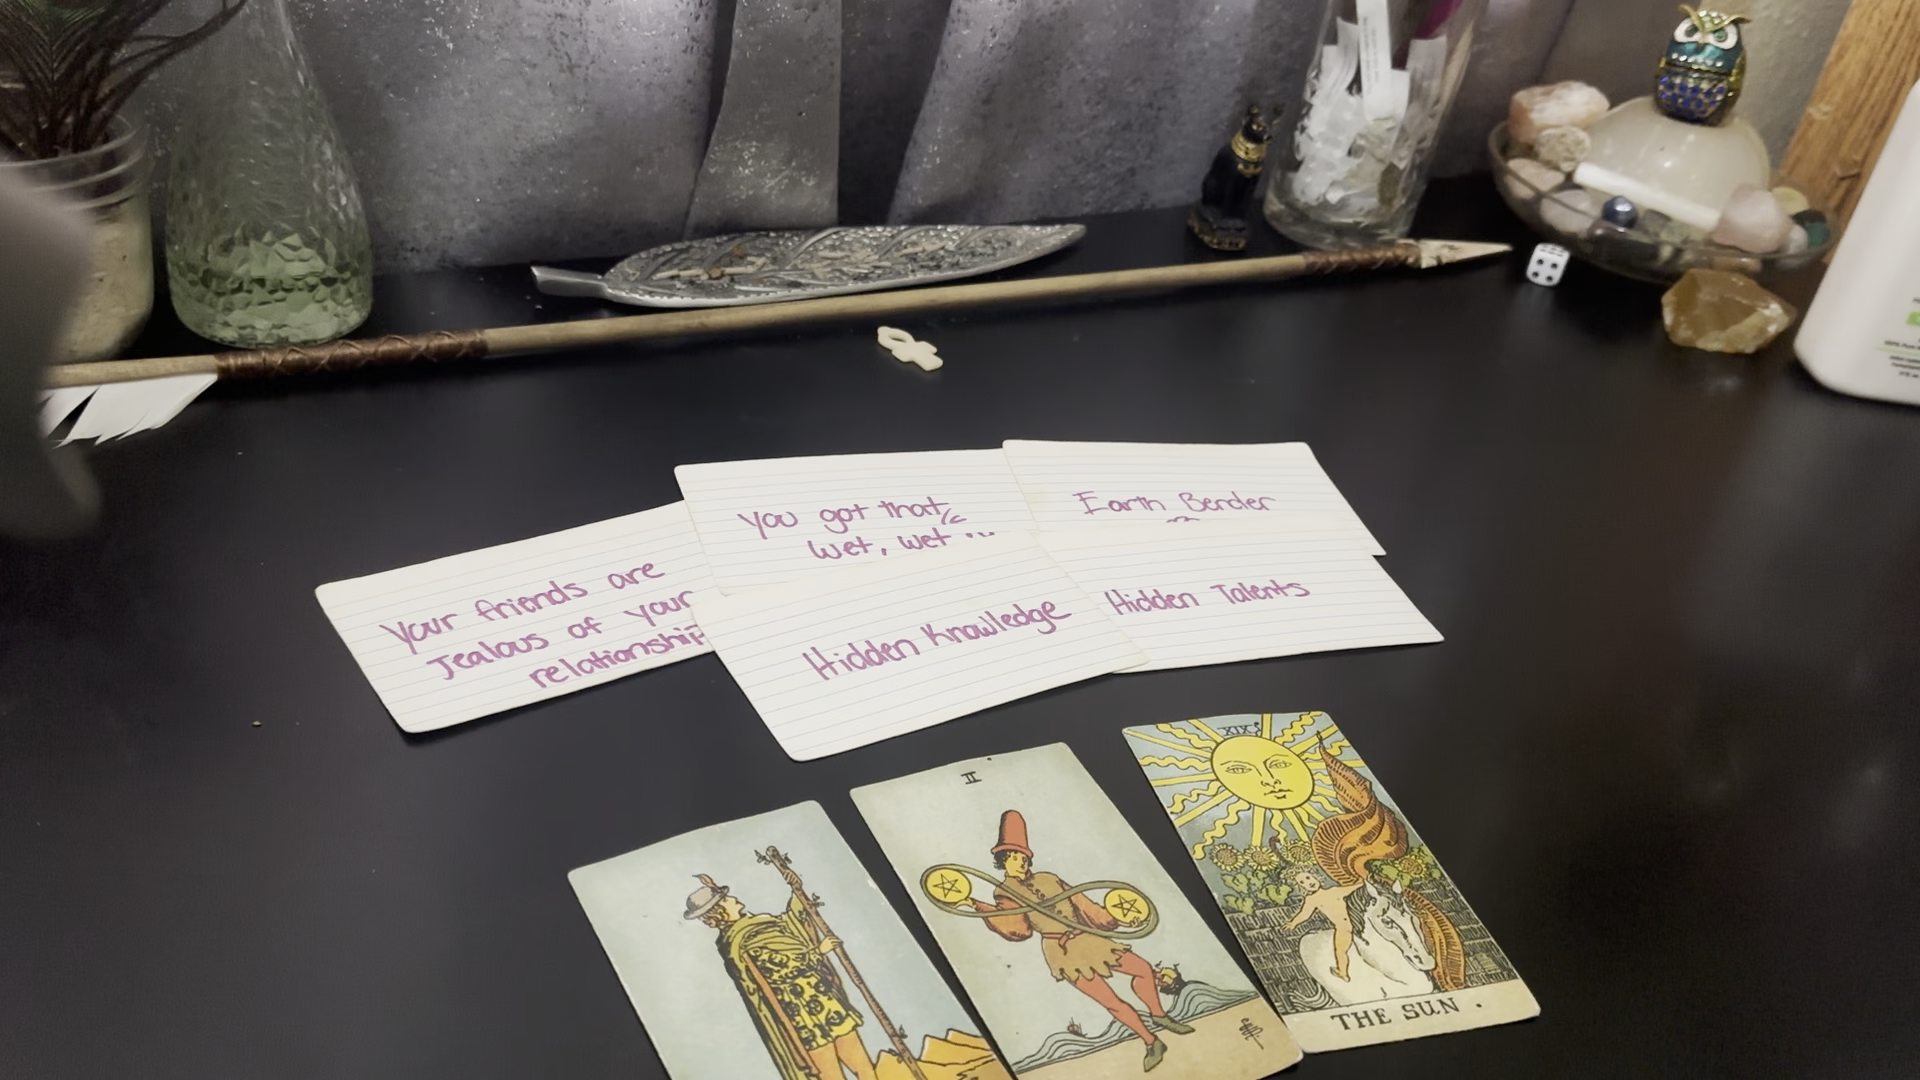 Your friends are
Jealous of your
relationship
You got that
wet, wet ...
Earth Bender
Hidden Knowledge
Hidden Talents
II
XIX
THE SUN.